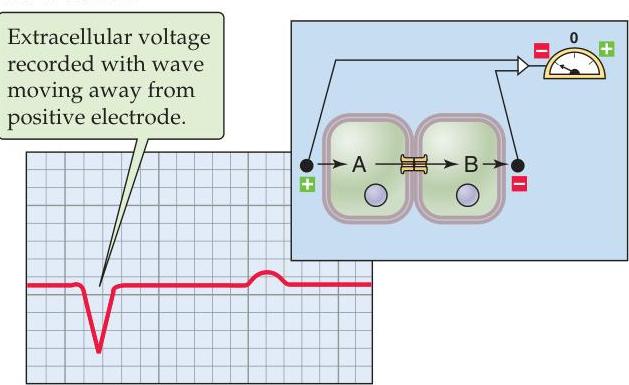 Extracellular voltage
recorded with wave
moving away from
positive electrode.
0
− +
A B
+ −